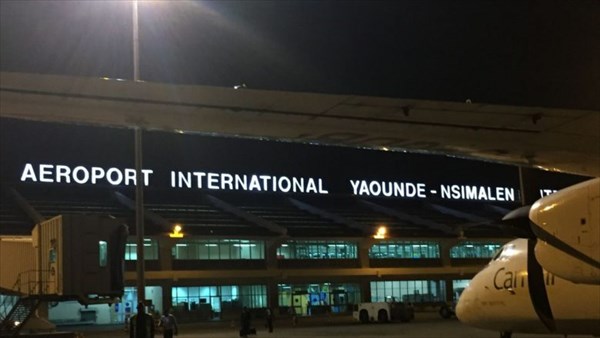 AEROPORT INTERNATIONAL YAOUNDE - NSIMALEN